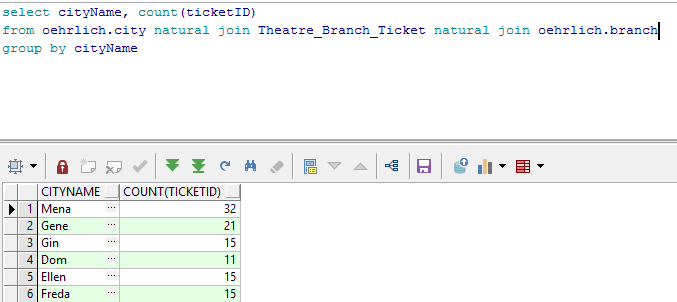 select cityName, count(ticketID)
from oehrlich.city natural join Theatre_Branch_Ticket natural join oehrlich.branch
group by cityName
CITYNAME COUNT(TICKETID)
1 Mena ... 32
2 Gene ... 21
3 Gin ... 15
4 Dom ... 11
5 Ellen ... 15
6 Freda ... 15